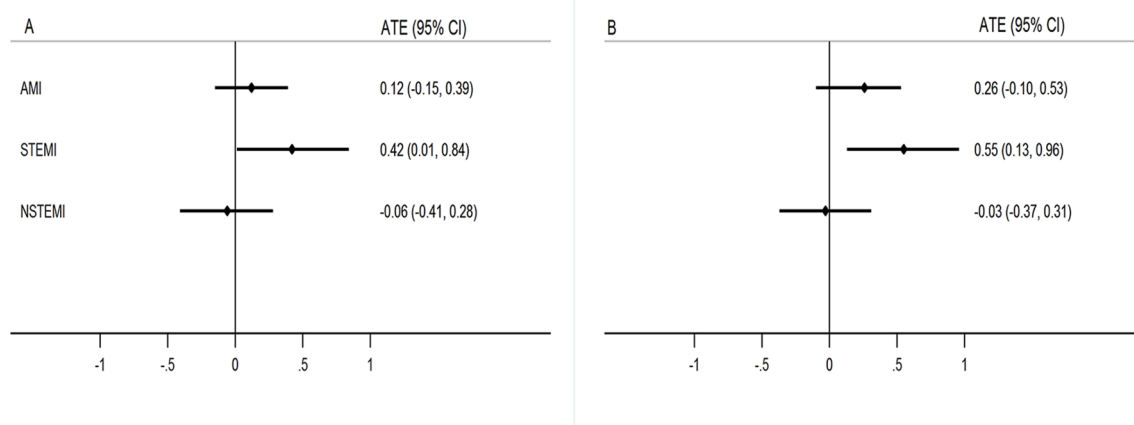 A ATE (95% CI)
AMI 0.12 (-0.15, 0.39)
STEMI 0.42 (0.01, 0.84)
NSTEMI -0.06 (-0.41, 0.28)
-1 -.5 0 .5 1
B ATE (95% CI)
0.26 (-0.10, 0.53)
0.55 (0.13, 0.96)
-0.03 (-0.37, 0.31)
-1 -.5 0 .5 1